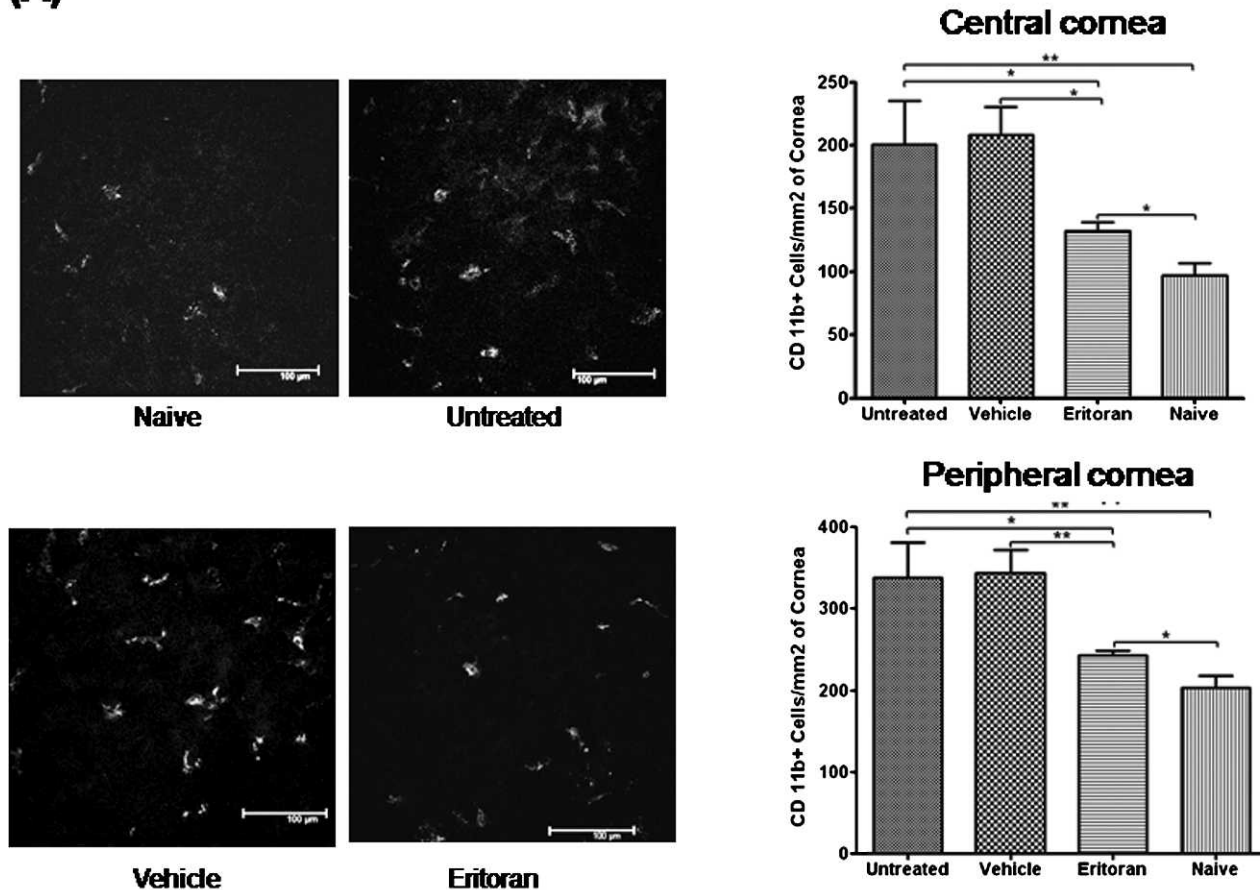 (A)
100 µm
100 µm
Naive
Untreated
100 µm
100 µm
Vehicle
Eritoran
Central cornea
**
*
*
*
CD 11b+ Cells/mm2 of Cornea
250
200
150
100
50
0
Untreated Vehicle Eritoran Naive
Peripheral cornea
**
*
**
*
CD 11b+ Cells/mm2 of Cornea
400
300
200
100
0
Untreated Vehicle Eritoran Naive